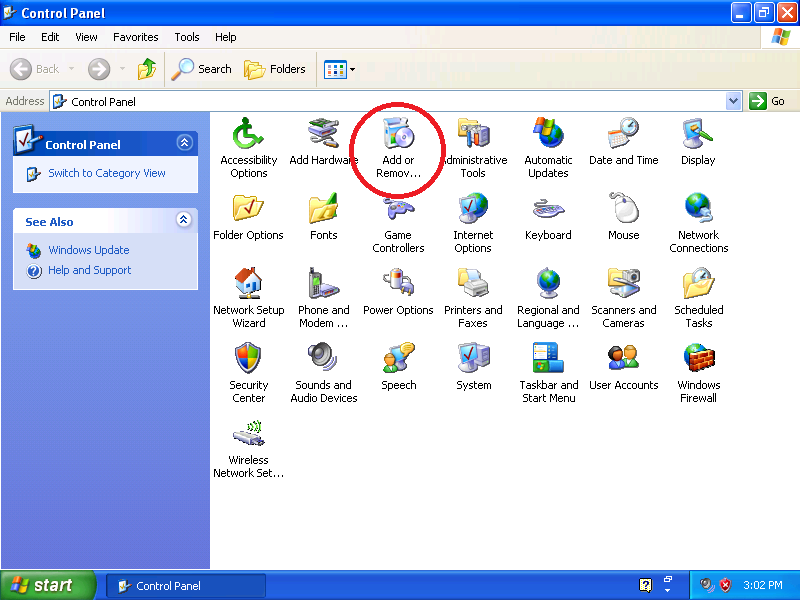 Control Panel
File Edit View Favorites Tools Help
Back Search Folders
Address Control Panel Go
Control Panel
Switch to Category View
See Also
Windows Update
Help and Support
Accessibility Options
Add Hardware
Add or Remov...
dministrative Tools
Automatic Updates
Date and Time
Display
Folder Options
Fonts
Game Controllers
Internet Options
Keyboard
Mouse
Network Connections
Network Setup Wizard
Phone and Modem ...
Power Options
Printers and Faxes
Regional and Language ...
Scanners and Cameras
Scheduled Tasks
Security Center
Sounds and Audio Devices
Speech
System
Taskbar and Start Menu
User Accounts
Windows Firewall
Wireless Network Set...
start Control Panel 3:02 PM